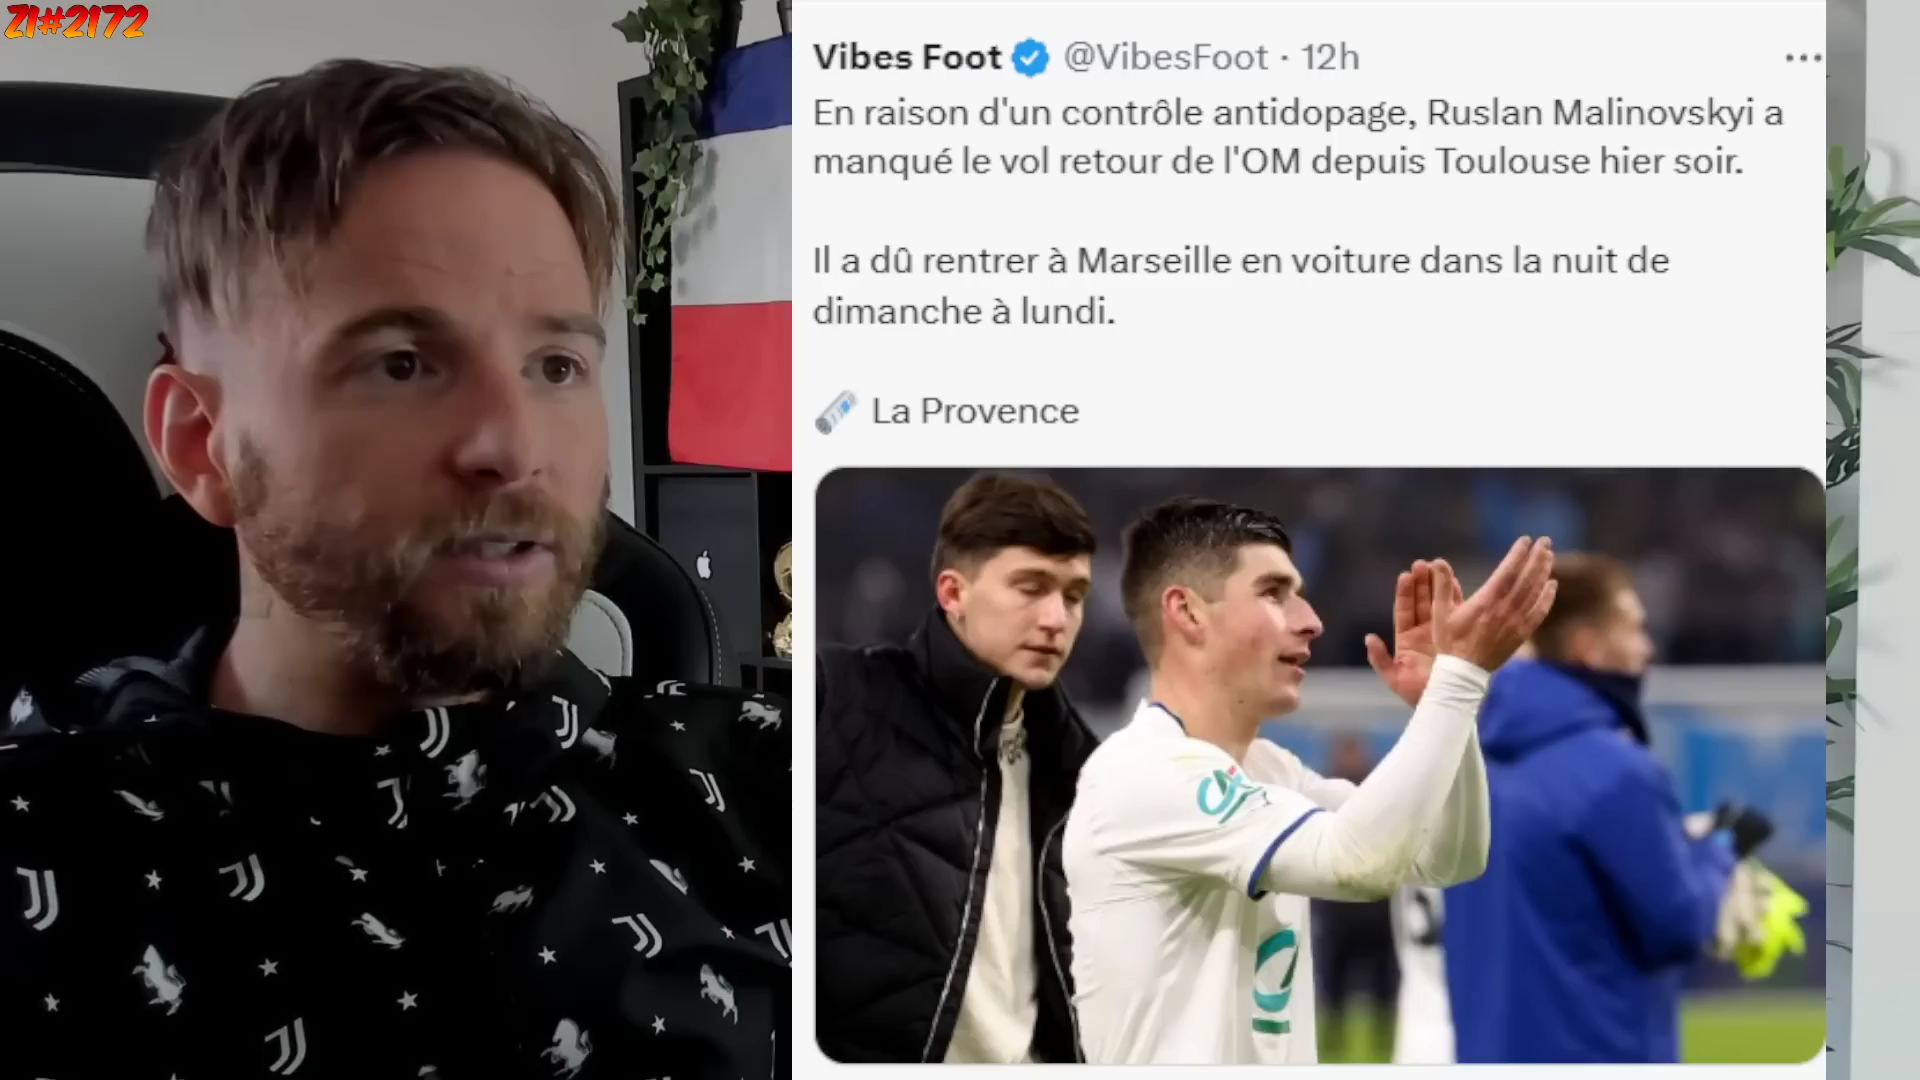 ZI#2172
Vibes Foot @VibesFoot · 12h
En raison d'un contrôle antidopage, Ruslan Malinovskyi a
manqué le vol retour de l'OM depuis Toulouse hier soir.
Il a dû rentrer à Marseille en voiture dans la nuit de
dimanche à lundi.
La Provence